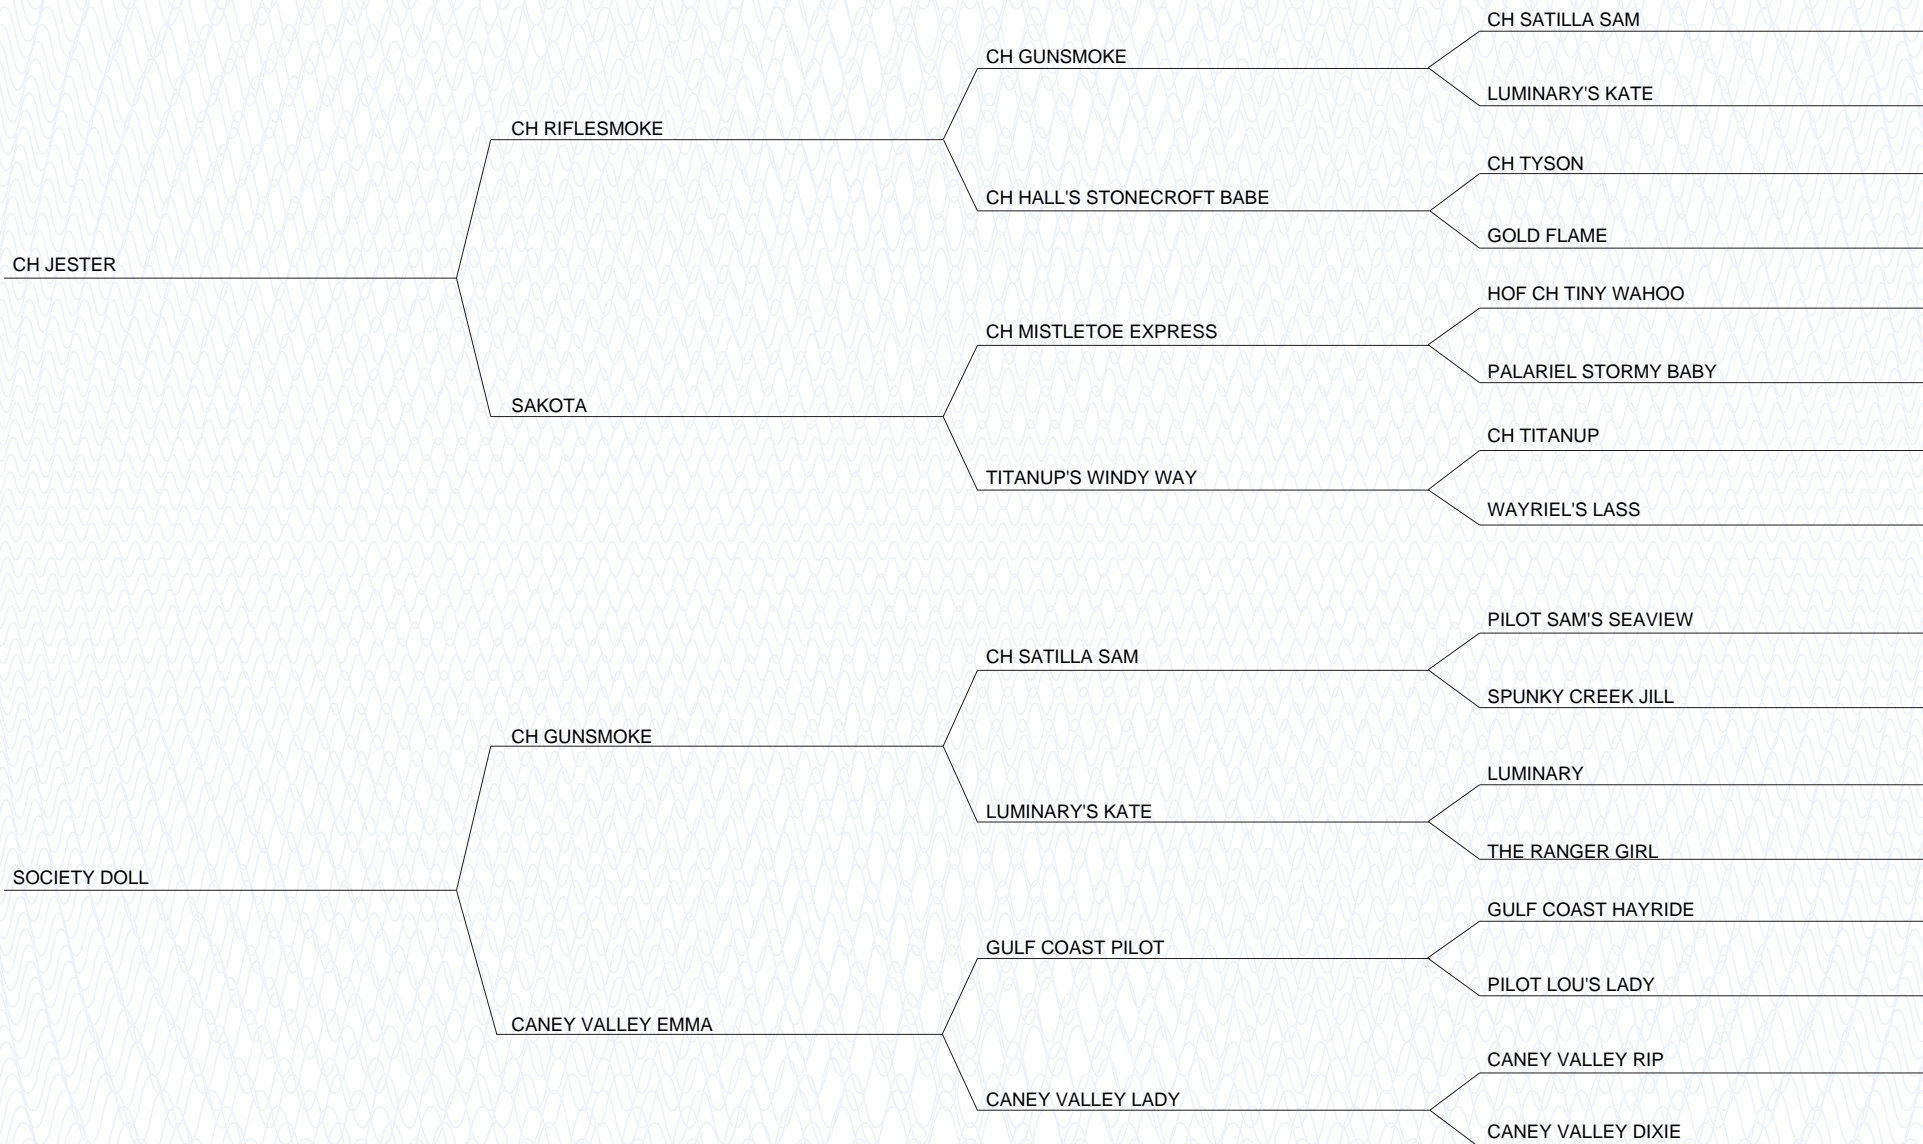 CH SATILLA SAM
CH GUNSMOKE
LUMINARY'S KATE
CH RIFLESMOKE
CH TYSON
CH HALL'S STONECROFT BABE
GOLD FLAME
CH JESTER
HOF CH TINY WAHOO
CH MISTLETOE EXPRESS
PALARIEL STORMY BABY
SAKOTA
CH TITANUP
TITANUP'S WINDY WAY
WAYRIEL'S LASS
PILOT SAM'S SEAVIEW
CH SATILLA SAM
SPUNKY CREEK JILL
CH GUNSMOKE
LUMINARY
LUMINARY'S KATE
THE RANGER GIRL
SOCIETY DOLL
GULF COAST HAYRIDE
GULF COAST PILOT
PILOT LOU'S LADY
CANEY VALLEY EMMA
CANEY VALLEY RIP
CANEY VALLEY LADY
CANEY VALLEY DIXIE